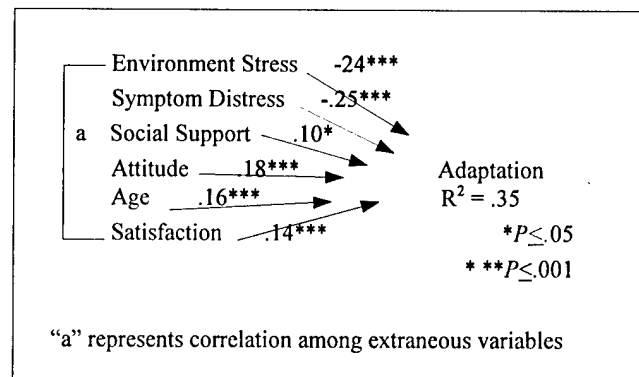 Environment Stress -24***
Symptom Distress -.25***
a Social Support .10*
Attitude .18***
Adaptation
Age .16***
R² = .35
Satisfaction .14***
*P≤.05
* **P≤.001
"a" represents correlation among extraneous variables